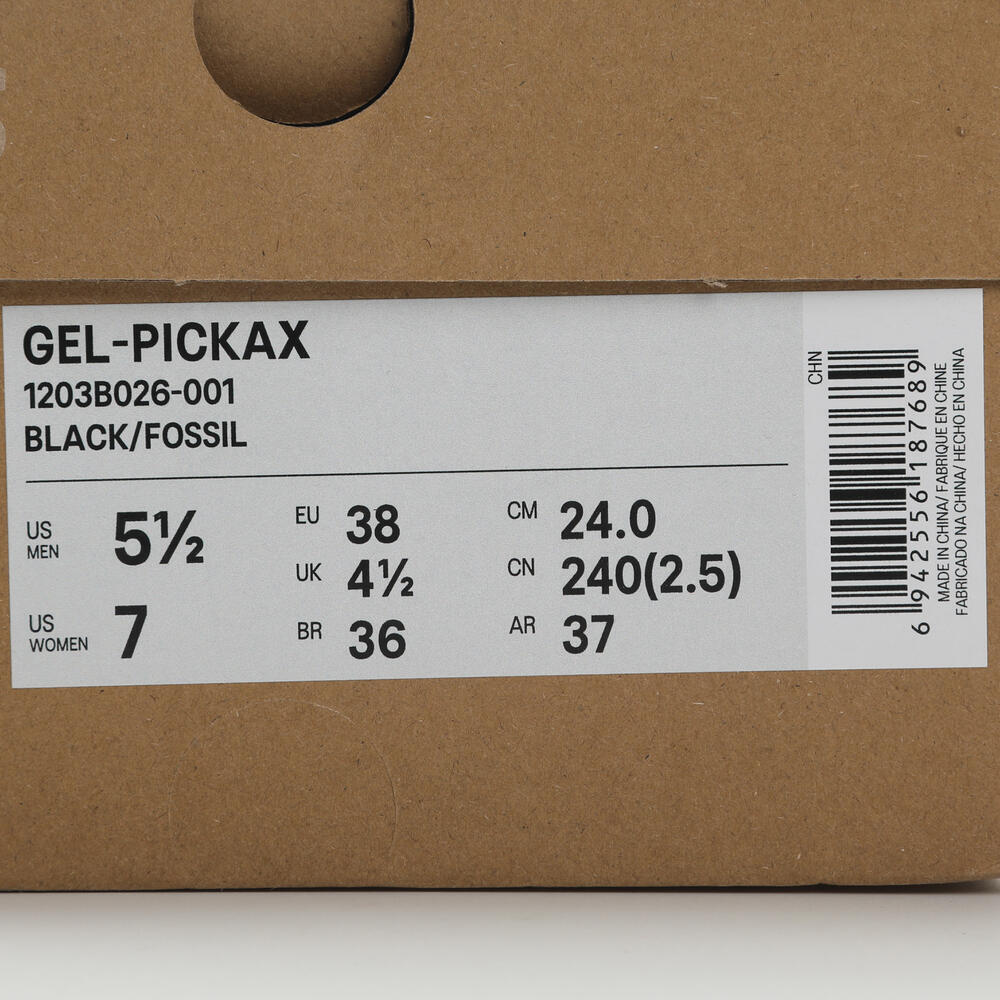 GEL-PICKAX
1203B026-001
BLACK/FOSSIL
US MEN 5½
EU 38
CM 24.0
UK 4½
CN 240(2.5)
US WOMEN 7
BR 36
AR 37
CHN
6 942556 187689
MADE IN CHINA/ FABRIQUE EN CHINE
FABRICADO NA CHINA/ HECHO EN CHINA